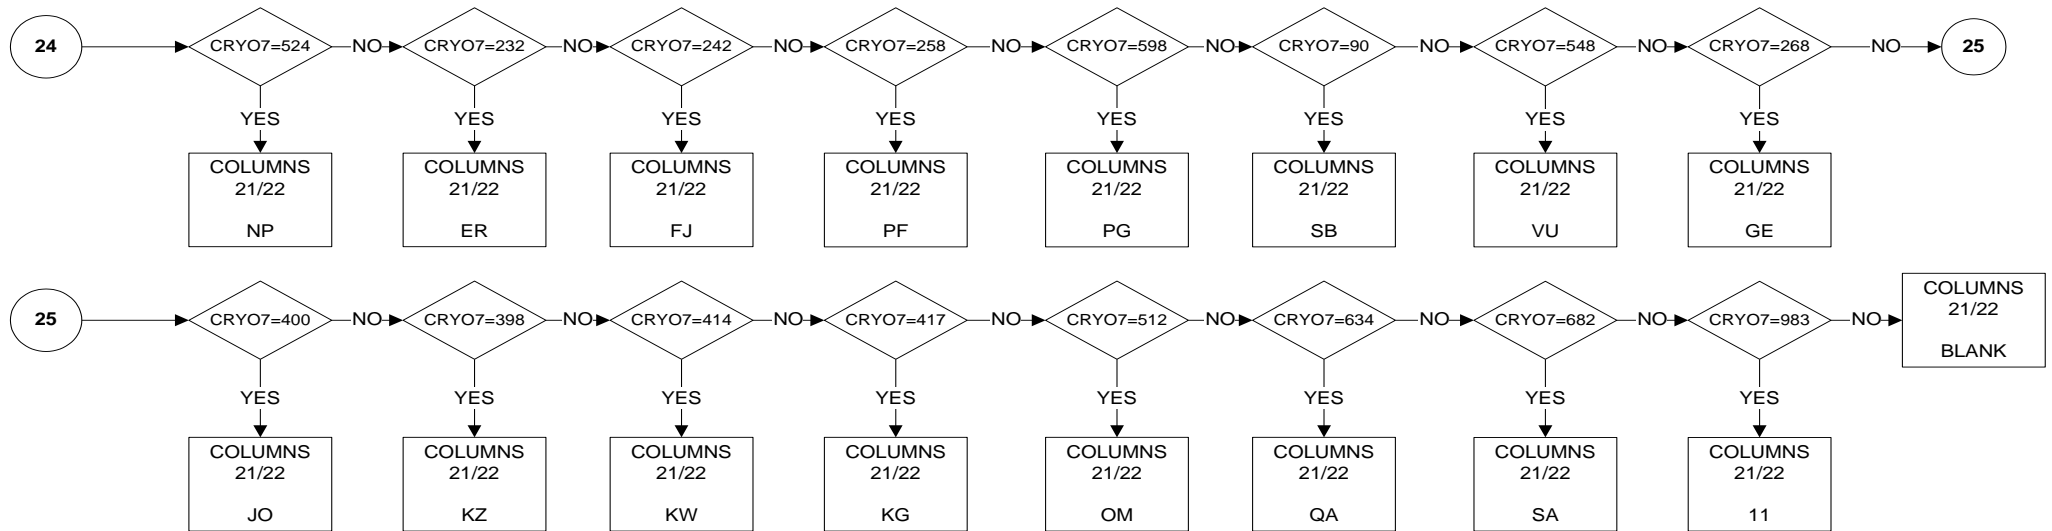 24 CRYO7=524 NO CRYO7=232 NO CRYO7=242 NO CRYO7=258 NO CRYO7=598 NO CRYO7=90 NO CRYO7=548 NO CRYO7=268 NO 25
YES YES YES YES YES YES YES YES
COLUMNS COLUMNS COLUMNS COLUMNS COLUMNS COLUMNS COLUMNS COLUMNS
21/22 21/22 21/22 21/22 21/22 21/22 21/22 21/22
NP ER FJ PF PG SB VU GE
25 CRYO7=400 NO CRYO7=398 NO CRYO7=414 NO CRYO7=417 NO CRYO7=512 NO CRYO7=634 NO CRYO7=682 NO CRYO7=983 NO
COLUMNS
21/22
BLANK
YES YES YES YES YES YES YES YES
COLUMNS COLUMNS COLUMNS COLUMNS COLUMNS COLUMNS COLUMNS COLUMNS
21/22 21/22 21/22 21/22 21/22 21/22 21/22 21/22
JO KZ KW KG OM QA SA 11